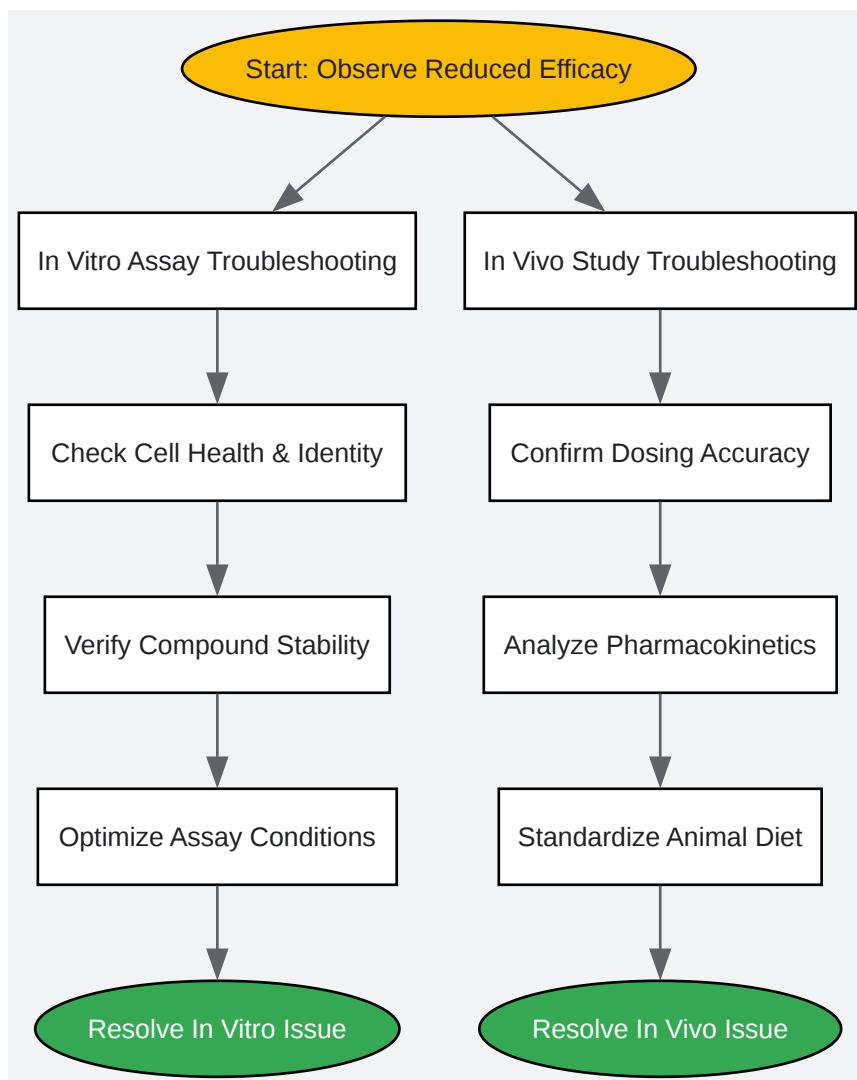 Start: Observe Reduced Efficacy
In Vitro Assay Troubleshooting
In Vivo Study Troubleshooting
Check Cell Health & Identity
Confirm Dosing Accuracy
Verify Compound Stability
Analyze Pharmacokinetics
Optimize Assay Conditions
Standardize Animal Diet
Resolve In Vitro Issue
Resolve In Vivo Issue